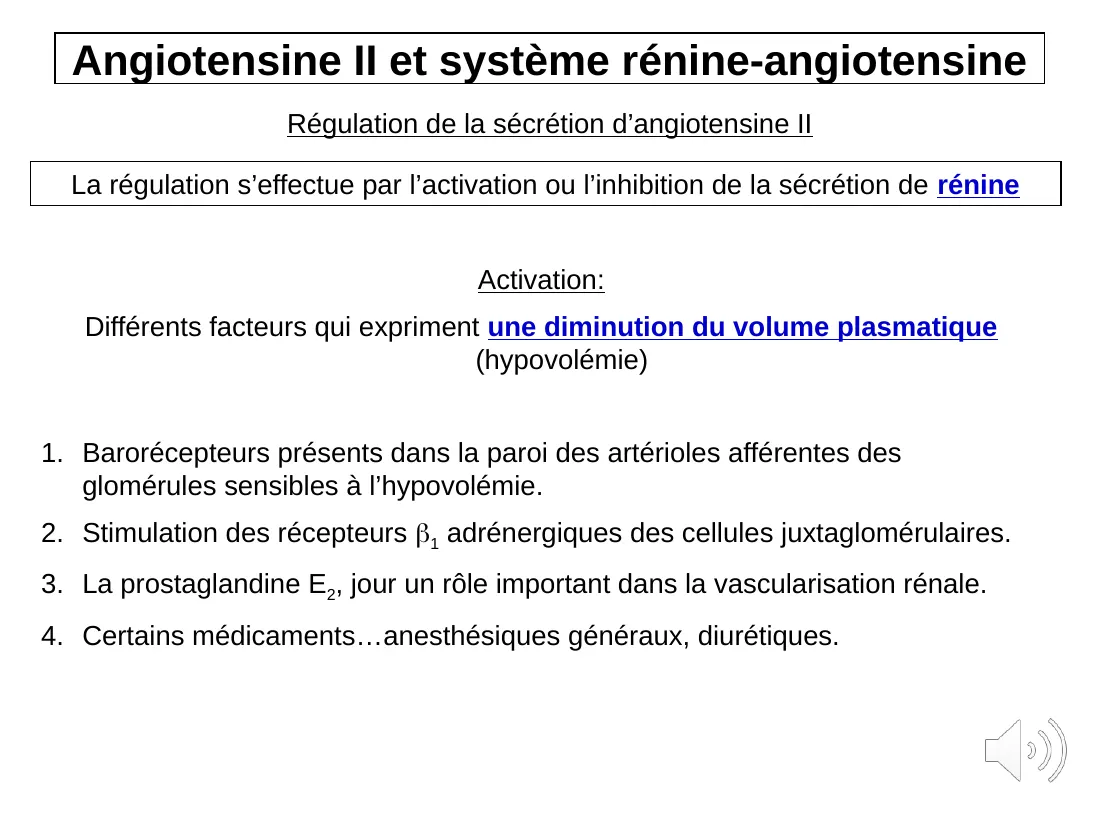 Angiotensine II et système rénine-angiotensine
Régulation de la sécrétion d’angiotensine II
La régulation s’effectue par l’activation ou l’inhibition de la sécrétion de rénine
Activation:
Différents facteurs qui expriment une diminution du volume plasmatique
(hypovolémie)
1. Barorécepteurs présents dans la paroi des artérioles afférentes des
glomérules sensibles à l’hypovolémie.
2. Stimulation des récepteurs β1 adrénergiques des cellules juxtaglomérulaires.
3. La prostaglandine E2, jour un rôle important dans la vascularisation rénale.
4. Certains médicaments…anesthésiques généraux, diurétiques.